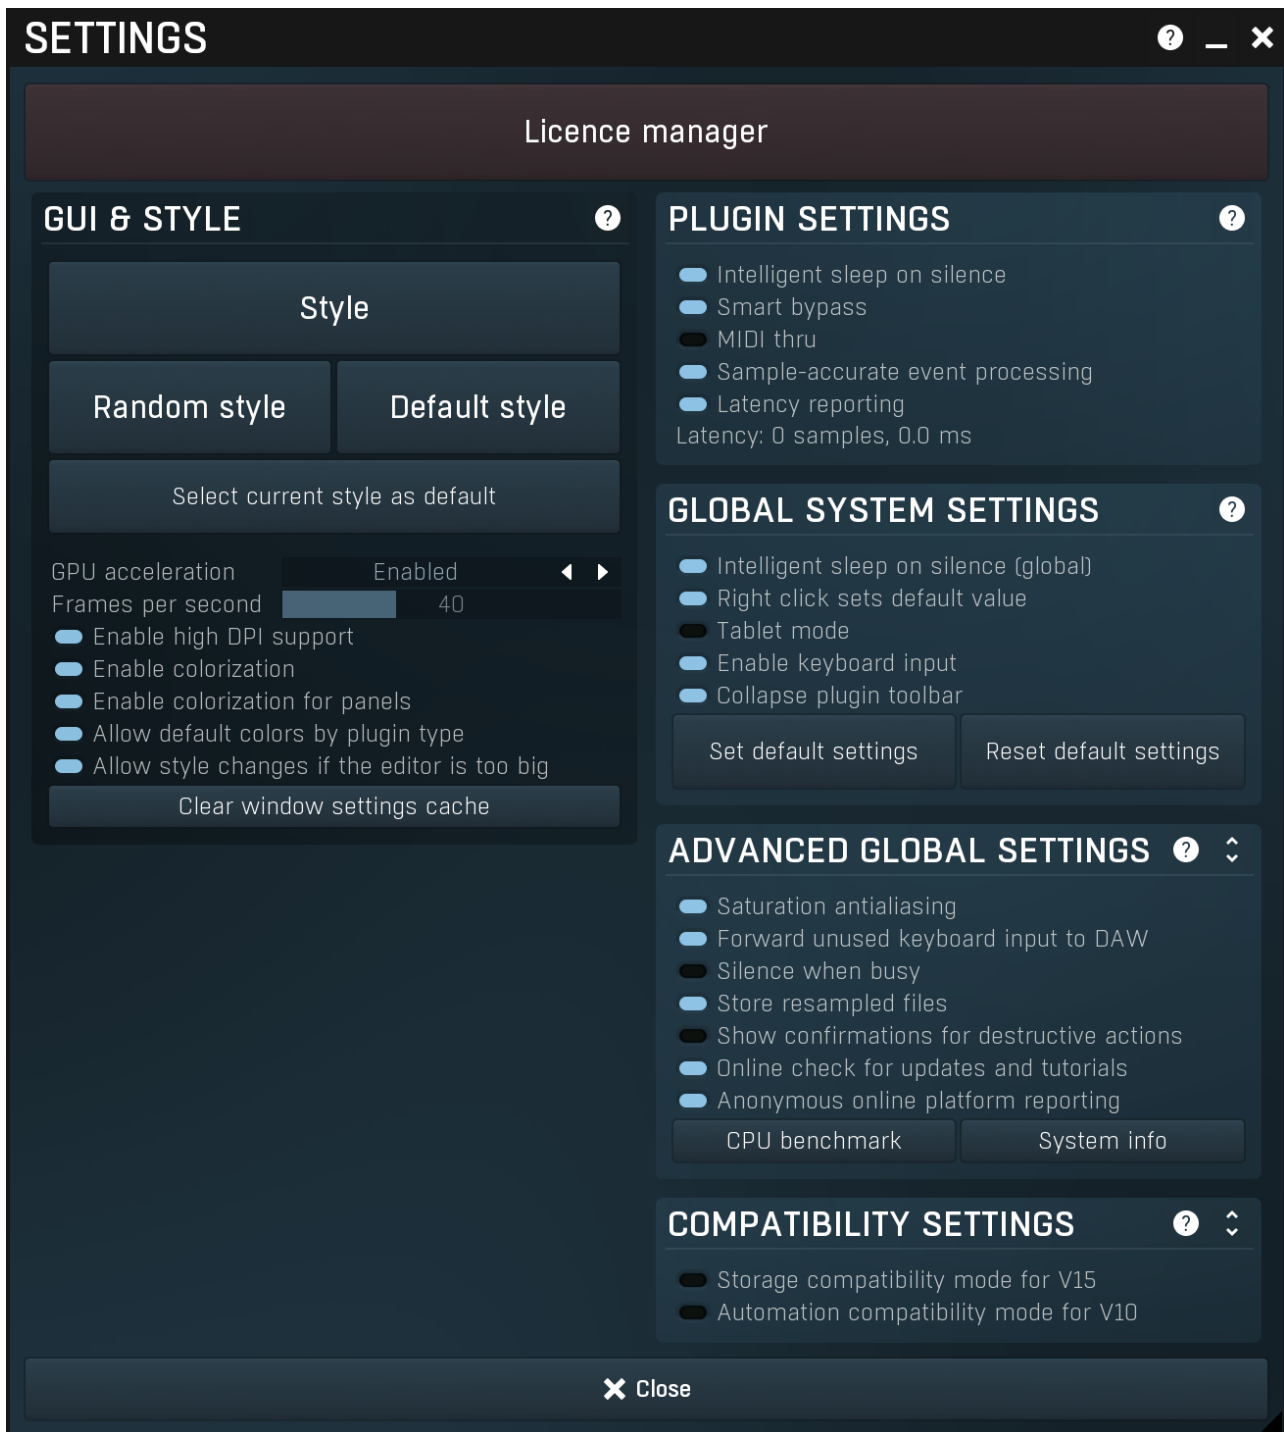 SETTINGS
Licence manager
GUI & STYLE
Style
Random style
Default style
Select current style as default
GPU acceleration Enabled
Frames per second 40
Enable high DPI support
Enable colorization
Enable colorization for panels
Allow default colors by plugin type
Allow style changes if the editor is too big
Clear window settings cache
PLUGIN SETTINGS
Intelligent sleep on silence
Smart bypass
MIDI thru
Sample-accurate event processing
Latency reporting
Latency: 0 samples, 0.0 ms
GLOBAL SYSTEM SETTINGS
Intelligent sleep on silence (global)
Right click sets default value
Tablet mode
Enable keyboard input
Collapse plugin toolbar
Set default settings
Reset default settings
ADVANCED GLOBAL SETTINGS
Saturation antialiasing
Forward unused keyboard input to DAW
Silence when busy
Store resampled files
Show confirmations for destructive actions
Online check for updates and tutorials
Anonymous online platform reporting
CPU benchmark
System info
COMPATIBILITY SETTINGS
Storage compatibility mode for V15
Automation compatibility mode for V10
Close